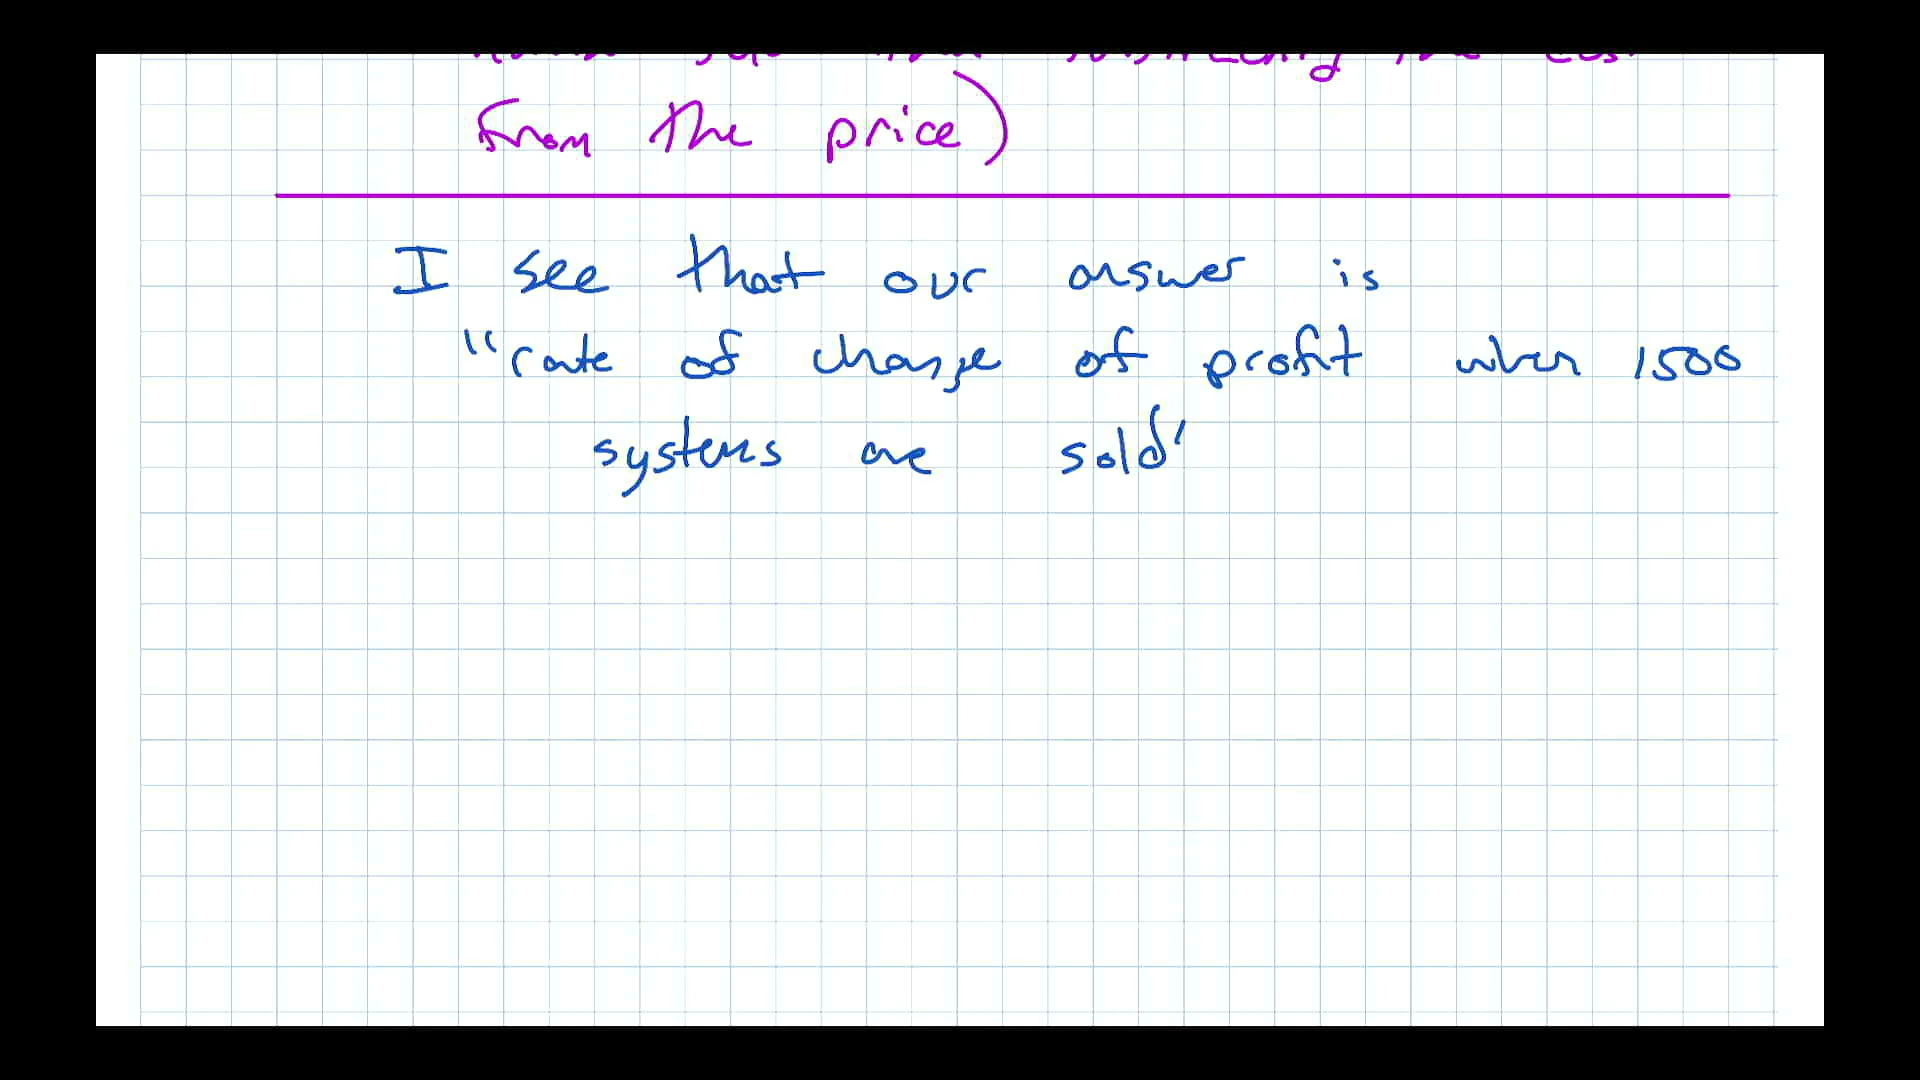 from the price)
I see that our answer is
"rate of change of profit when 1500
systems are sold"